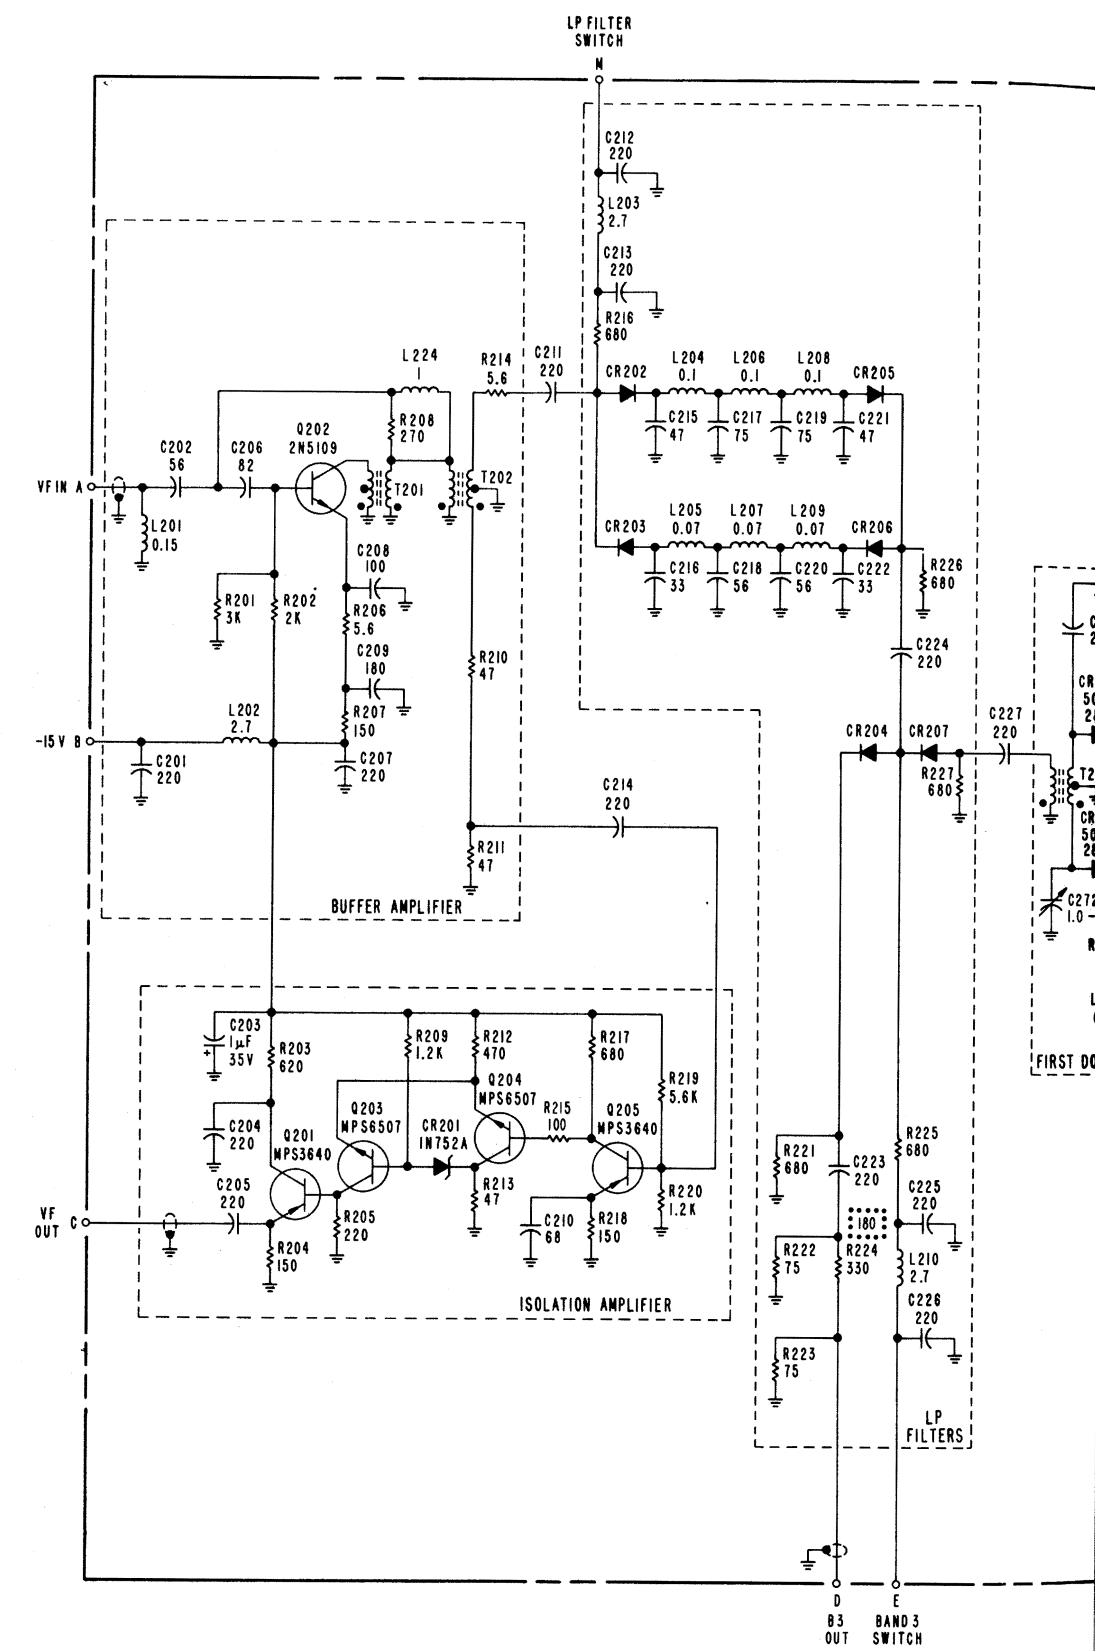 LP FILTER
SWITCH
M
C212
220
L203
2.7
C213
220
R216
680
L224
1
R214
5.6
C211
220
CR202
L204
0.1
L206
0.1
L208
0.1
CR205
R208
270
C215
47
C217
75
C219
75
C221
47
Q202
2N5109
C202
56
C206
82
VF IN A
T201
T202
L201
0.15
CR203
L205
0.07
L207
0.07
L209
0.07
CR206
C208
100
C216
33
C218
56
C220
56
C222
33
R226
680
R201
3K
R202
2K
R206
5.6
C209
180
R210
47
C224
220
L202
2.7
R207
150
-15V B
C201
220
C207
220
CR204
CR207
C227
220
R227
680
C214
220
R211
47
BUFFER AMPLIFIER
C272
1.0 -
C203
1μF
35V
+
R203
620
R209
1.2K
R212
470
R217
680
FIRST DO
Q204
MPS6507
R219
5.6K
Q203
MPS6507
CR201
1N752A
R215
100
Q205
MPS3640
C204
220
Q201
MPS3640
R221
680
C223
220
R225
680
C205
220
R213
47
R220
1.2K
VF
OUT C
R205
220
C210
68
R218
150
180
C225
220
R204
150
R222
75
R224
330
L210
2.7
C226
220
ISOLATION AMPLIFIER
R223
75
LP
FILTERS
D
B3
OUT
E
BAND 3
SWITCH